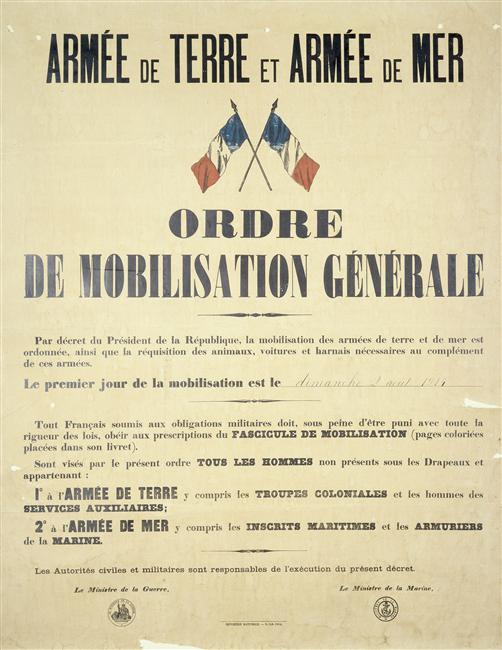 ARMÉE DE TERRE ET ARMÉE DE MER
ORDRE
DE MOBILISATION GÉNÉRALE
Par décret du Président de la République, la mobilisation des armées de terre et de mer est
ordonnée, ainsi que la réquisition des animaux, voitures et harnais nécessaires au complément
de ces armées.
Le premier jour de la mobilisation est le dimanche 2 août 1914
Tout Français soumis aux obligations militaires doit, sous peine d'être puni avec toute la
rigueur des lois, obéir aux prescriptions du FASCICULE DE MOBILISATION (pages coloriées
placées dans son livret).
Sont visés par le présent ordre TOUS LES HOMMES non présents sous les Drapeaux et
appartenant :
1° à l'ARMÉE DE TERRE y compris les TROUPES COLONIALES et les hommes des
SERVICES AUXILIAIRES;
2° à l'ARMÉE DE MER y compris les INSCRITS MARITIMES et les ARMURIERS
de la MARINE.
Les Autorités civiles et militaires sont responsables de l'exécution du présent décret.
Le Ministre de la Guerre,
Le Ministre de la Marine,
IMPRIMERIE NATIONALE